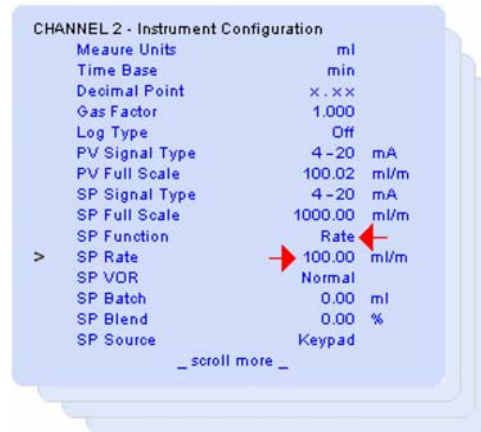 CHANNEL 2 - Instrument Configuration
Meaure Units ml
Time Base min
Decimal Point x.xx
Gas Factor 1.000
Log Type Off
PV Signal Type 4-20 mA
PV Full Scale 100.02 ml/m
SP Signal Type 4-20 mA
SP Full Scale 1000.00 ml/m
SP Function Rate
> SP Rate 100.00 ml/m
SP VOR Normal
SP Batch 0.00 ml
SP Blend 0.00 %
SP Source Keypad
_ scroll more _